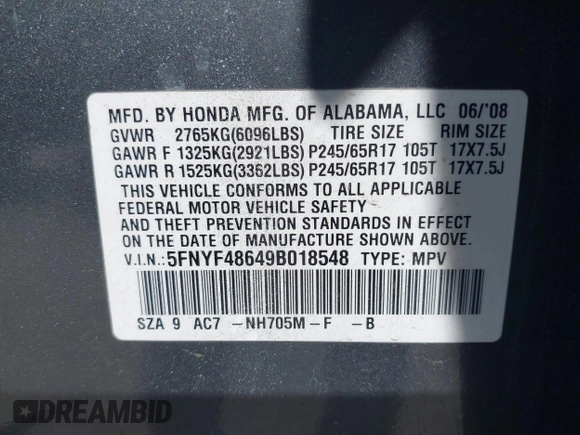 MFD. BY HONDA MFG. OF ALABAMA, LLC 06/'08
GVWR 2765KG(6096LBS) TIRE SIZE RIM SIZE
GAWR F 1325KG(2921LBS) P245/65R17 105T 17X7.5J
GAWR R 1525KG(3362LBS) P245/65R17 105T 17X7.5J
THIS VEHICLE CONFORMS TO ALL APPLICABLE
FEDERAL MOTOR VEHICLE SAFETY
AND THEFT PREVENTION STANDARDS IN EFFECT
ON THE DATE OF MANUFACTURE SHOWN ABOVE.
V.I.N.:5FNYF48649B018548 TYPE: MPV
SZA 9 AC7 -NH705M-F -B
DREAMBID